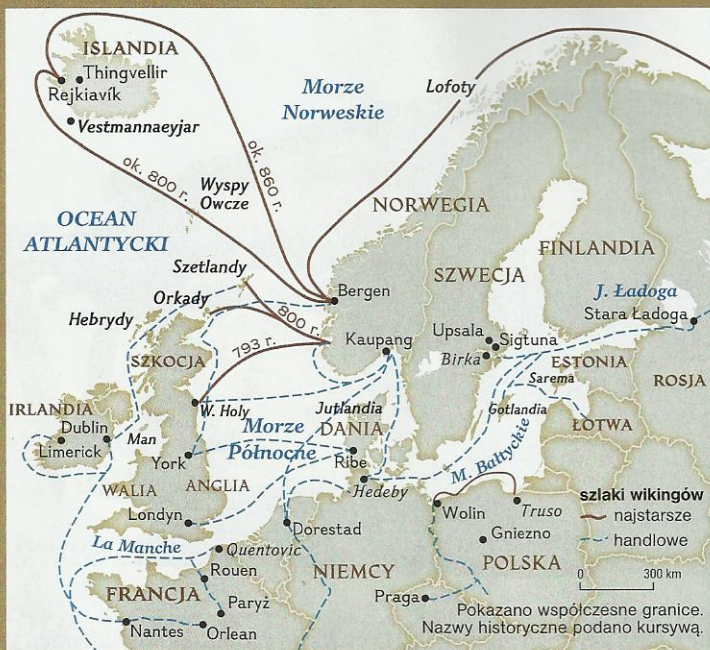 ISLANDIA
Thingvellir
Rejkiavík
Vestmannaeyjar
Morze
Norweskie
Lofoty
ok. 860 r.
ok. 800 r.
Wyspy
Owcze
NORWEGIA
OCEAN
ATLANTYCKI
FINLANDIA
SZWECJA
Szetlandy
J. Ładoga
Orkady
Bergen
Stara Ładoga
Hebrydy
800 r.
Upsala
Sigtuna
Kaupang
Birka
793 r.
SZKOCJA
ESTONIA
Sarema
ROSJA
IRLANDIA
W. Holy
Jutlandia
Gotlandia
Dublin
Man
Morze
Północne
DANIA
ŁOTWA
Limerick
York
Ribe
M. Bałtyckie
WALIA
ANGLIA
Hedeby
szlaki wikingów
najstarsze
handlowe
Wolin
Truso
Londyn
Dorestad
Gniezno
La Manche
Quentovic
POLSKA
Rouen
NIEMCY
0 300 km
FRANCJA
Paryż
Praga
Pokazano współczesne granice.
Nazwy historyczne podano kursywą.
Nantes
Orlean